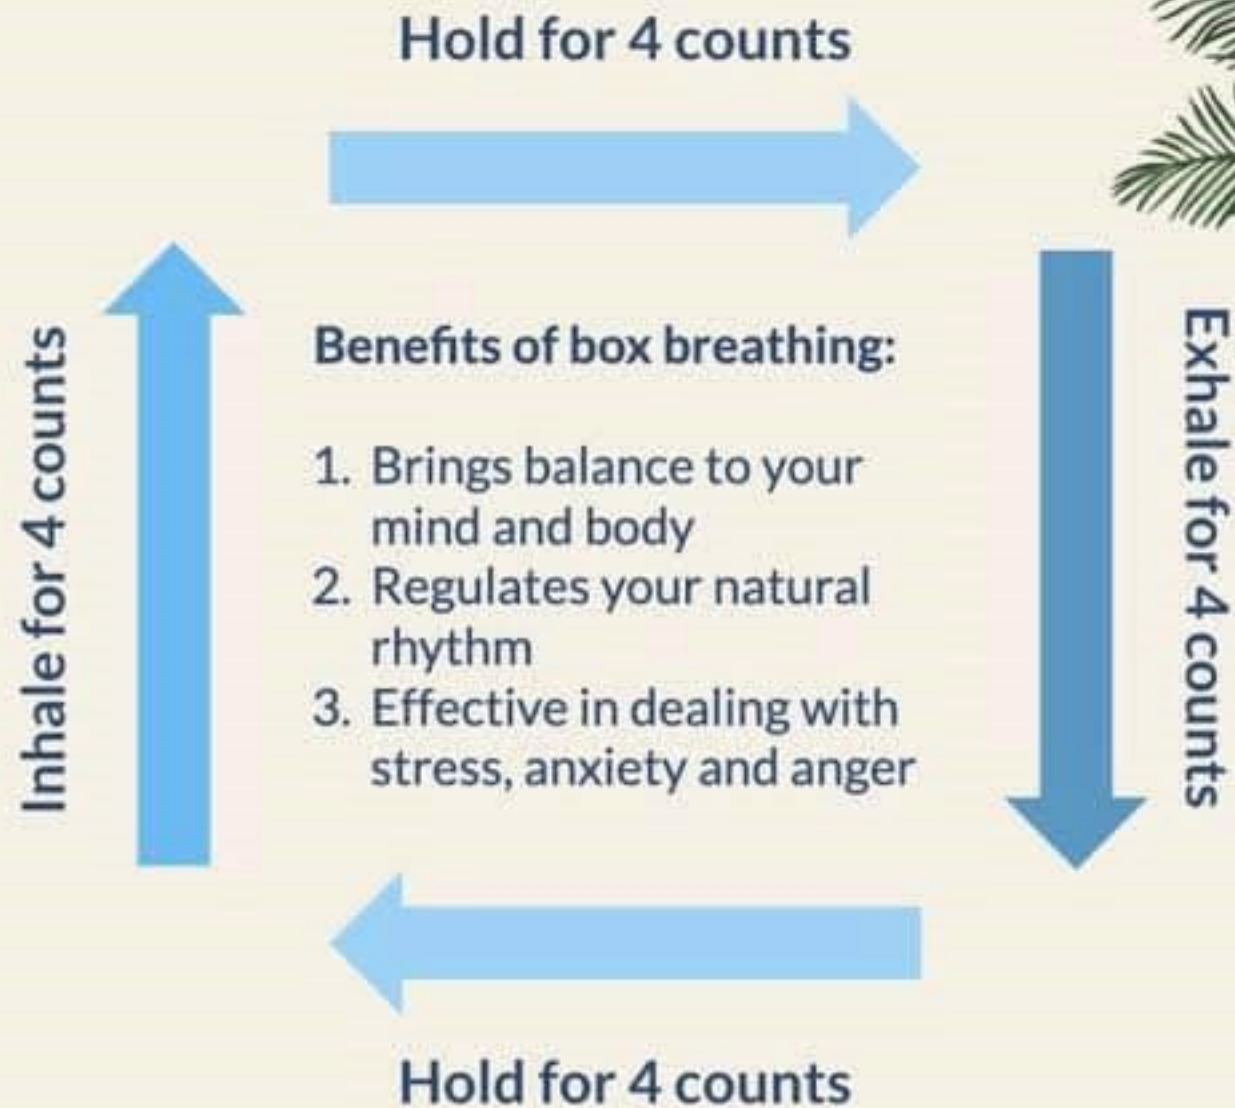 Hold for 4 counts
Inhale for 4 counts
Benefits of box breathing:
1. Brings balance to your
mind and body
2. Regulates your natural
rhythm
3. Effective in dealing with
stress, anxiety and anger
Exhale for 4 counts
Hold for 4 counts